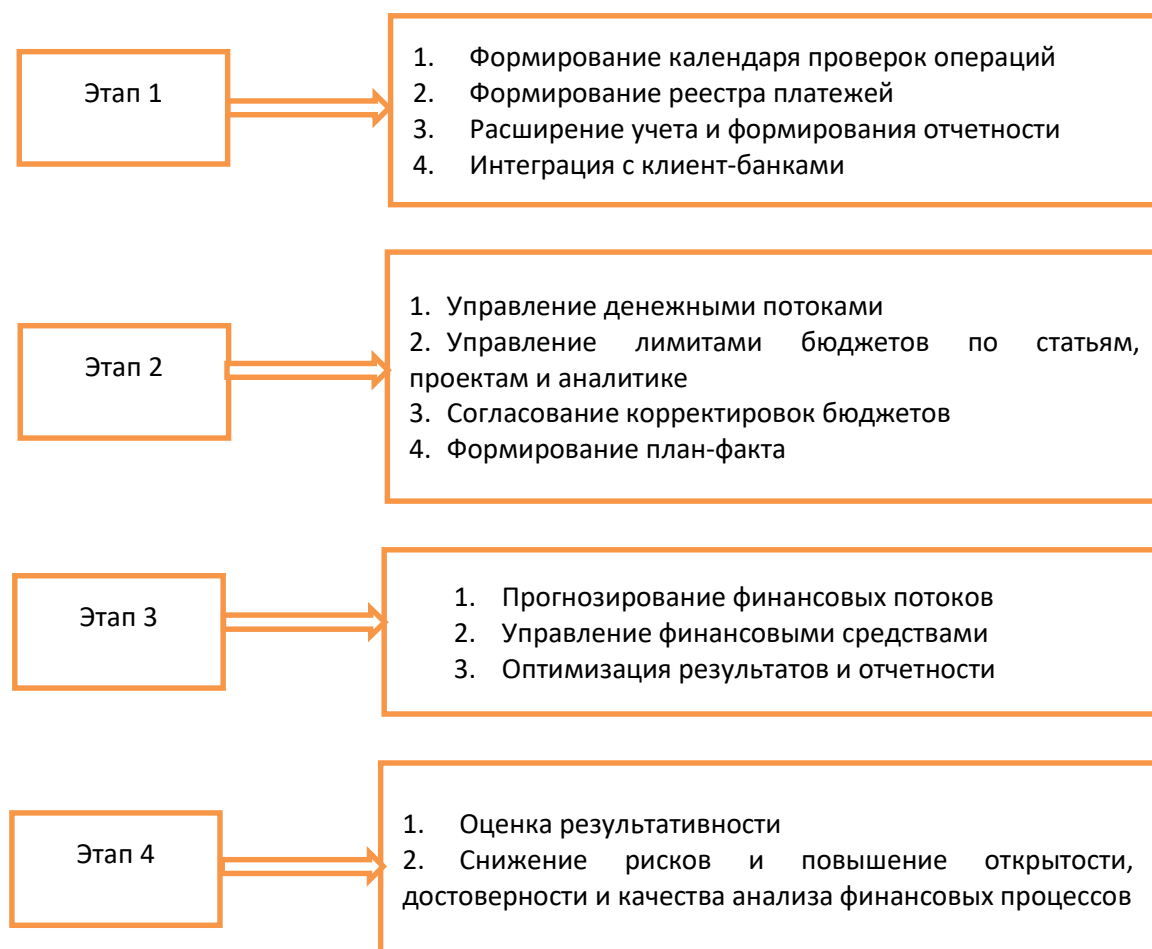 Этап 1
1. Формирование календаря проверок операций
2. Формирование реестра платежей
3. Расширение учета и формирования отчетности
4. Интеграция с клиент-банками
Этап 2
1. Управление денежными потоками
2. Управление лимитами бюджетов по статьям,
проектам и аналитике
3. Согласование корректировок бюджетов
4. Формирование план-факта
Этап 3
1. Прогнозирование финансовых потоков
2. Управление финансовыми средствами
3. Оптимизация результатов и отчетности
Этап 4
1. Оценка результативности
2. Снижение рисков и повышение открытости,
достоверности и качества анализа финансовых процессов